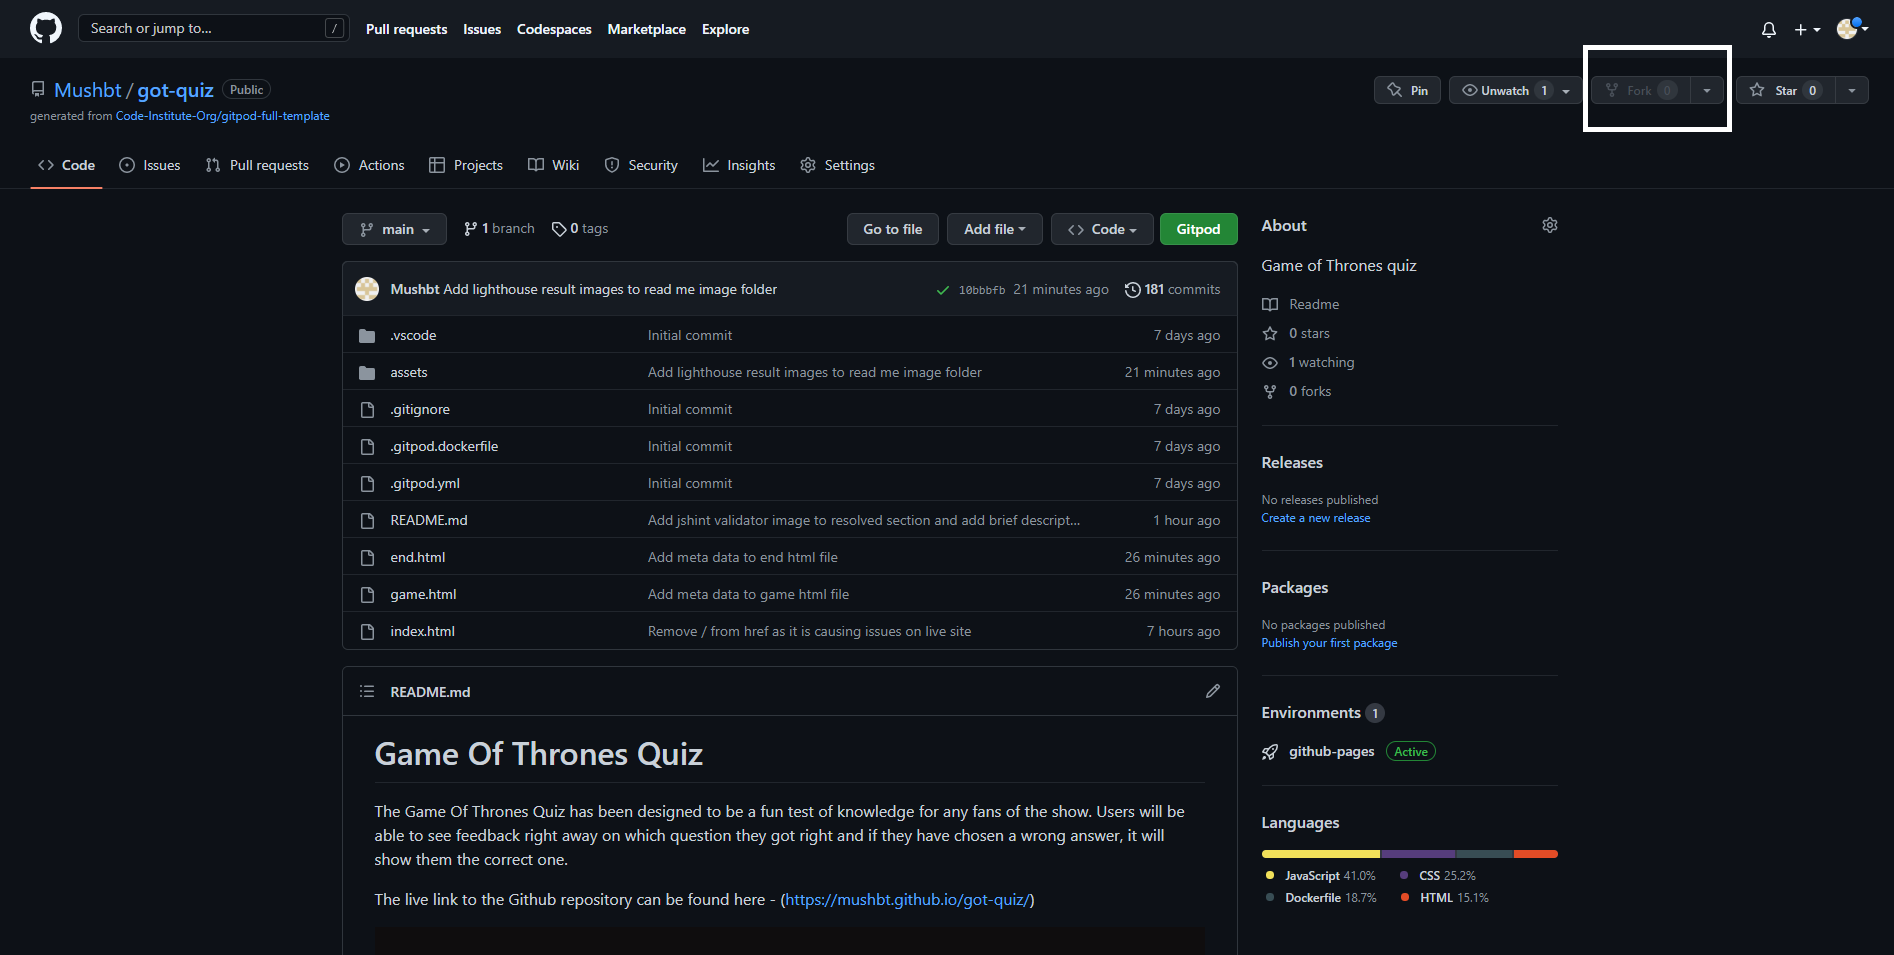 Search or jump to... /
Pull requests Issues Codespaces Marketplace Explore
Mushbt / got-quiz Public
generated from Code-Institute-Org/gitpod-full-template
Pin Unwatch 1 Fork 0 Star 0
Code Issues Pull requests Actions Projects Wiki Security Insights Settings
main 1 branch 0 tags Go to file Add file Code Gitpod
Mushbt Add lighthouse result images to read me image folder 10bbbfb 21 minutes ago 181 commits
.vscode Initial commit 7 days ago
assets Add lighthouse result images to read me image folder 21 minutes ago
.gitignore Initial commit 7 days ago
.gitpod.dockerfile Initial commit 7 days ago
.gitpod.yml Initial commit 7 days ago
README.md Add jshint validator image to resolved section and add brief descript... 1 hour ago
end.html Add meta data to end html file 26 minutes ago
game.html Add meta data to game html file 26 minutes ago
index.html Remove / from href as it is causing issues on live site 7 hours ago
README.md
Game Of Thrones Quiz
The Game Of Thrones Quiz has been designed to be a fun test of knowledge for any fans of the show. Users will be
able to see feedback right away on which question they got right and if they have chosen a wrong answer, it will
show them the correct one.
The live link to the Github repository can be found here - (https://mushbt.github.io/got-quiz/)
About
Game of Thrones quiz
Readme
0 stars
1 watching
0 forks
Releases
No releases published
Create a new release
Packages
No packages published
Publish your first package
Environments 1
github-pages Active
Languages
JavaScript 41.0% CSS 25.2%
Dockerfile 18.7% HTML 15.1%